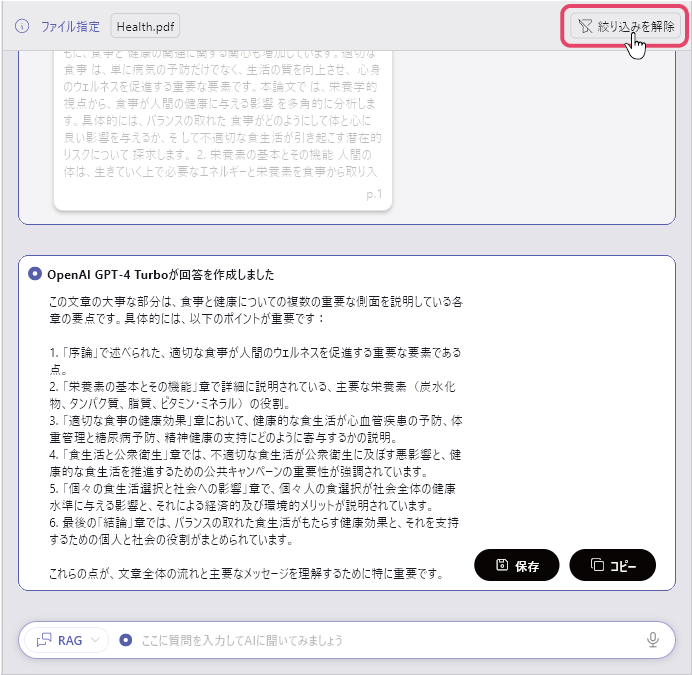 ファイル指定 Health.pdf 絞り込みを解除
もに、食事と 健康の関連に関する関心も増加しています。適切な
食事 は、単に病気の予防だけでなく、生活の質を向上させ、心身
のウェルネスを促進する重要な要素です。本論文で は、栄養学的
視点から、食事が人間の健康に与える影響 を多角的に分析しま
す。具体的には、バランスの取れた 食事がどのようにして体と心に
良い影響を与えるか、そして不適切な食生活が引き起こす潜在的
リスクについて 探求します。 2. 栄養素の基本とその機能 人間の
体は、生きていく上で必要なエネルギーと栄養素を食事から取り入
p.1
OpenAI GPT-4 Turboが回答を作成しました
この文章の大事な部分は、食事と健康についての複数の重要な側面を説明している各
章の要点です。具体的には、以下のポイントが重要です：
1. 「序論」で述べられた、適切な食事が人間のウェルネスを促進する重要な要素である
点。
2. 「栄養素の基本とその機能」章で詳細に説明されている、主要な栄養素（炭水化
物、タンパク質、脂質、ビタミン・ミネラル）の役割。
3. 「適切な食事の健康効果」章において、健康的な食生活が心血管疾患の予防、体
重管理と糖尿病予防、精神健康の支持にどのように寄与するかの説明。
4. 「食生活と公衆衛生」章では、不適切な食生活が公衆衛生に及ぼす悪影響と、健
康的な食生活を推進するための公共キャンペーンの重要性が強調されています。
5. 「個々の食生活選択と社会への影響」章で、個々人の食選択が社会全体の健康
水準に与える影響と、それによる経済的及び環境的メリットが説明されています。
6. 最後の「結論」章では、バランスの取れた食生活がもたらす健康効果と、それを支持
するための個人と社会の役割がまとめられています。
これらの点が、文章全体の流れと主要なメッセージを理解するために特に重要です。
保存 コピー
RAG ここに質問を入力してAIに聞いてみましょう